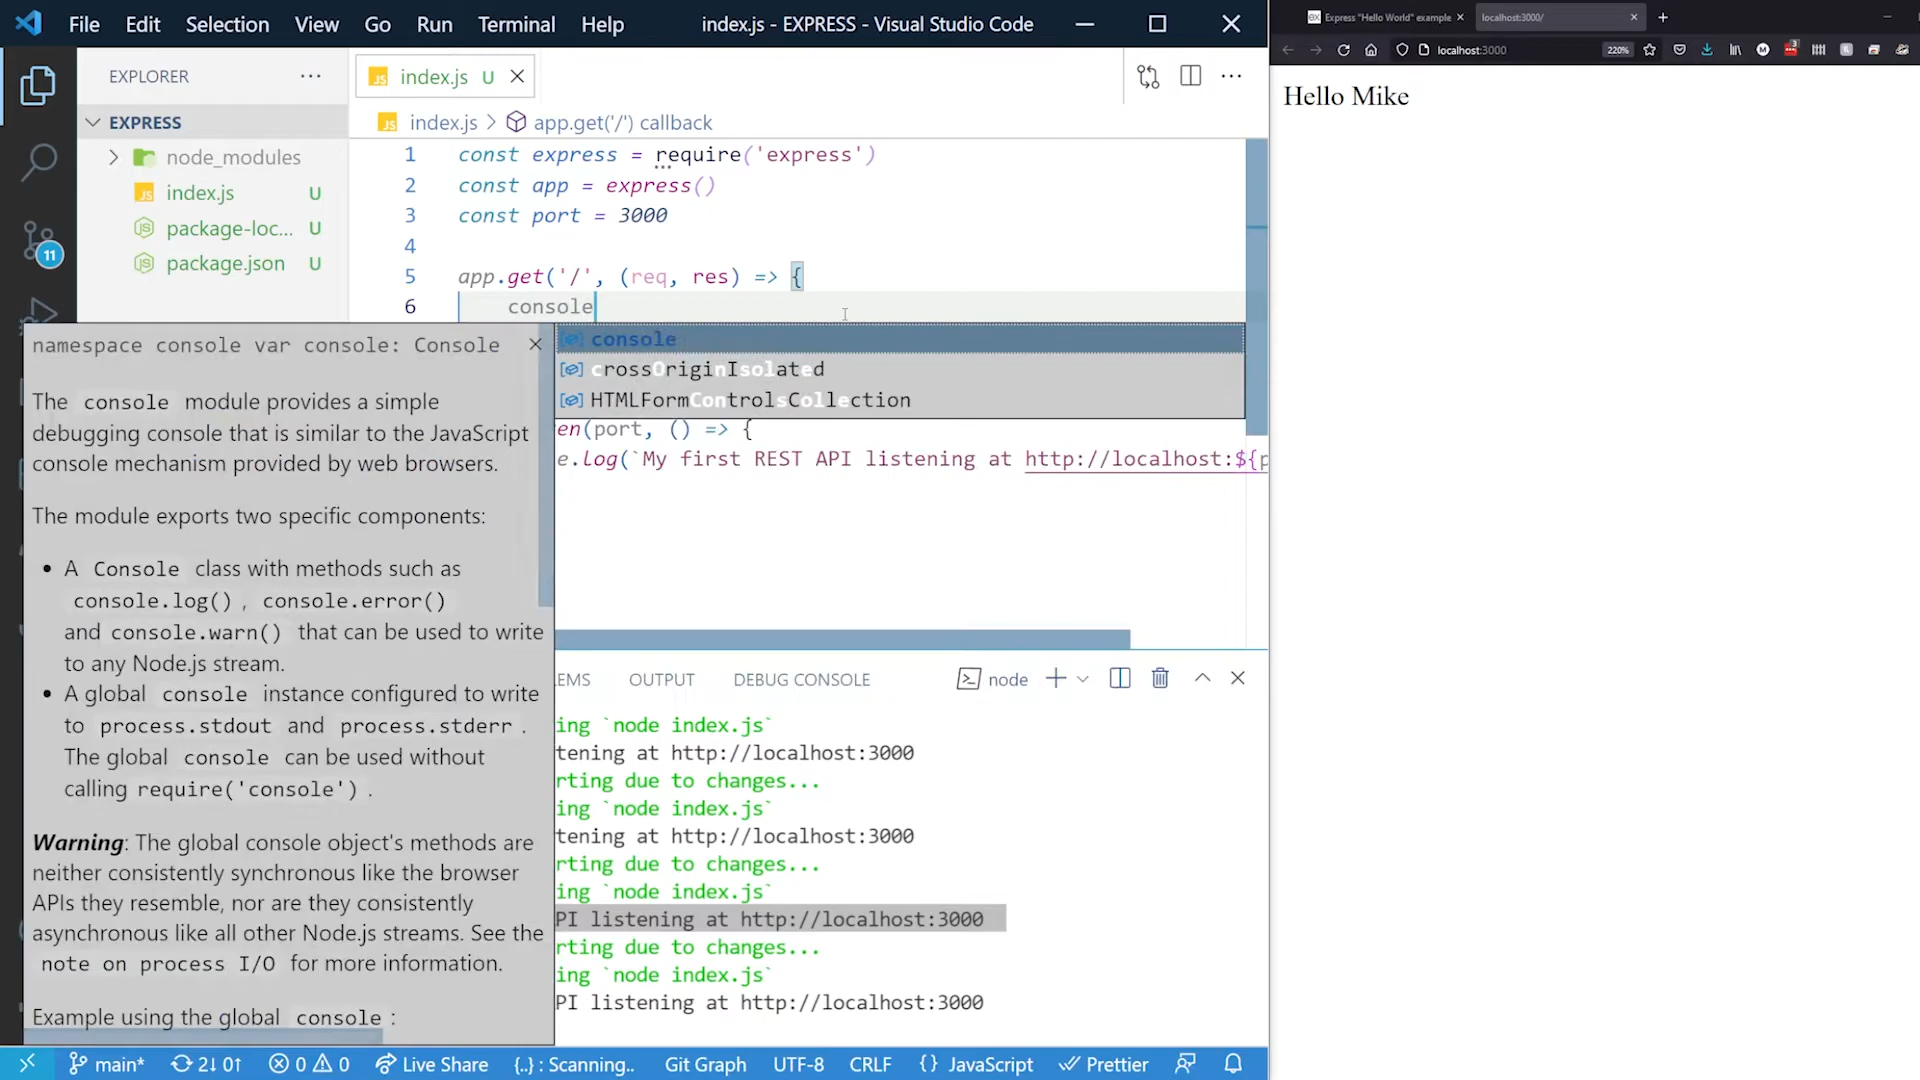 File Edit Selection View Go Run Terminal Help
index.js - EXPRESS - Visual Studio Code
EXPLORER
EXPRESS
node_modules
index.js U
package-loc... U
package.json U
11
index.js U
index.js > app.get('/') callback
1 const express = require('express')
2 const app = express()
3 const port = 3000
4
5 app.get('/', (req, res) => {
6 console
console
crossOriginIsolated
HTMLFormControlsCollection
en(port, () => {
e.log(`My first REST API listening at http://localhost:${p
namespace console var console: Console
The console module provides a simple
debugging console that is similar to the JavaScript
console mechanism provided by web browsers.
The module exports two specific components:
• A Console class with methods such as
console.log() , console.error()
and console.warn() that can be used to write
to any Node.js stream.
• A global console instance configured to write
to process.stdout and process.stderr .
The global console can be used without
calling require('console') .
Warning: The global console object's methods are
neither consistently synchronous like the browser
APIs they resemble, nor are they consistently
asynchronous like all other Node.js streams. See the
note on process I/O for more information.
Example using the global console :
LEMS OUTPUT DEBUG CONSOLE
node
ing `node index.js`
tening at http://localhost:3000
rting due to changes...
ing `node index.js`
tening at http://localhost:3000
rting due to changes...
ing `node index.js`
PI listening at http://localhost:3000
rting due to changes...
ing `node index.js`
PI listening at http://localhost:3000
main* 2↓ 0↑ 0 0 Live Share {..} : Scanning.. Git Graph UTF-8 CRLF {} JavaScript Prettier
Express "Hello World" example
localhost:3000/
localhost:3000
220%
3
Hello Mike